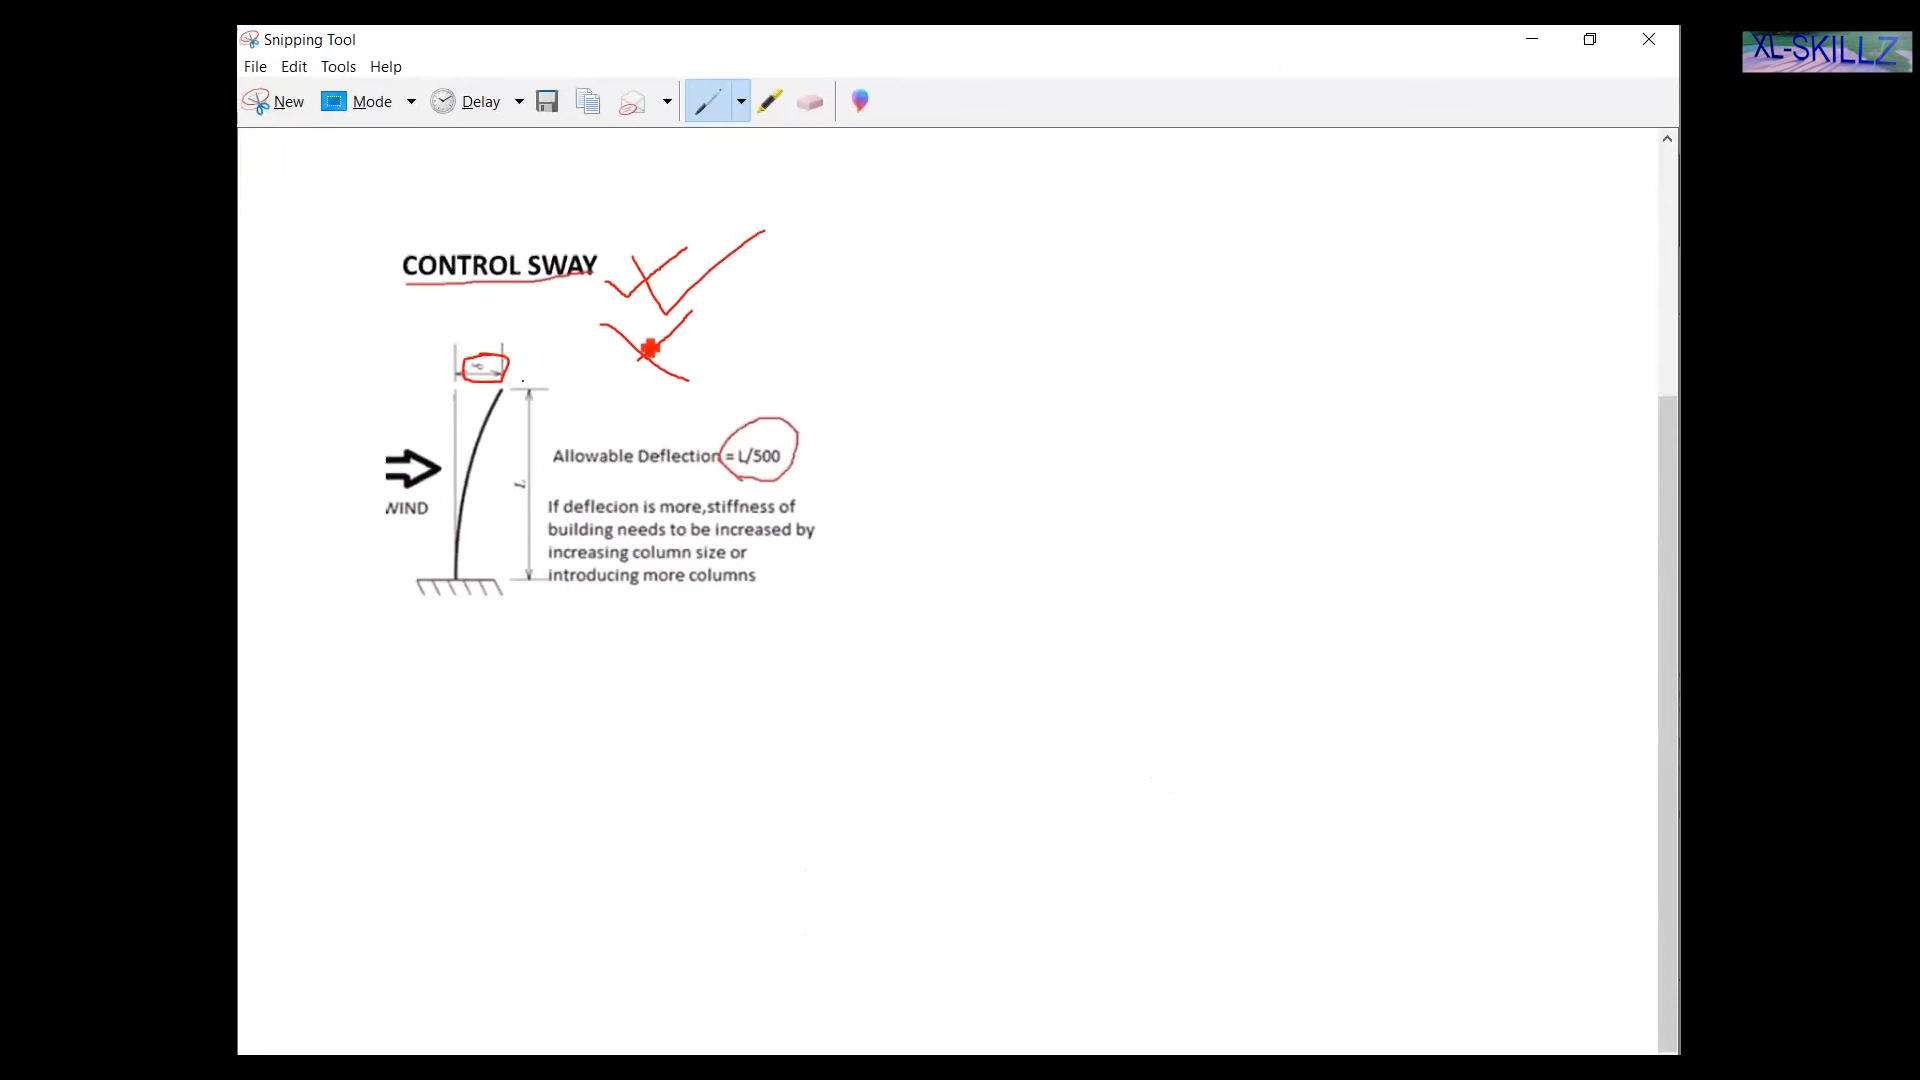 Snipping Tool
XL-SKILLZ
File Edit Tools Help
New Mode Delay
CONTROL SWAY
δ
Allowable Deflection = L/500
L
WIND
If deflecion is more,stiffness of
building needs to be increased by
increasing column size or
introducing more columns